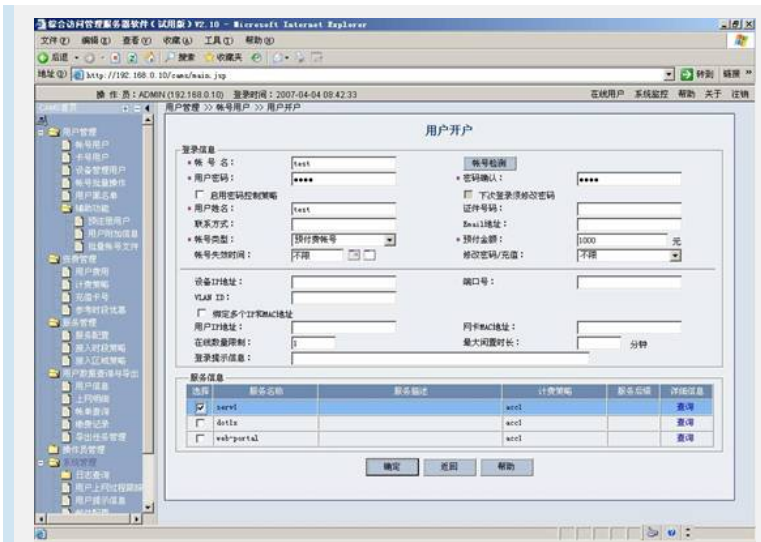 综合访问管理服务器软件(试用版) V2.10 - Microsoft Internet Explorer
文件(F) 编辑(E) 查看(V) 收藏(A) 工具(T) 帮助(H)
后退 搜索 收藏夹
地址(D) http://192.168.0.10/cams/main.jsp 转到 链接 »
操作员:ADMIN(192.168.0.10) 登录时间:2007-04-04 08:42:33 在线用户 系统监控 帮助 关于 注销
用户管理 >> 帐号用户 >> 用户开户
用户管理
帐号用户
卡号用户
设备管理用户
帐号批量操作
用户黑名单
辅助功能
预注册用户
用户附加信息
批量帐号文件
资费管理
用户费用
计费策略
充值卡号
参考时段优惠
服务管理
服务配置
接入时段策略
接入区域策略
用户数据查询与导出
用户信息
上网明细
帐单查询
缴费记录
导出任务管理
操作员管理
系统管理
日志查询
用户上网过程跟踪
用户提示信息
用户开户
登录信息
* 帐 号 名: test 帐号检测
* 用户密码: •••• * 密码确认: ••••
启用密码控制策略 下次登录须修改密码
* 用户姓名: test 证件号码:
联系方式: Email地址:
* 帐号类型: 预付费帐号 * 预付金额: 1000 元
帐号失效时间: 不限 修改密码/充值: 不限
设备IP地址: 端口号:
VLAN ID:
绑定多个IP和MAC地址
用户IP地址: 网卡MAC地址:
在线数量限制: 1 最大闲置时长: 分钟
登录提示信息:
服务信息
选择 服务名称 服务描述 计费策略 服务后缀 详细信息
serv1 acc1 查询
dot1x acc1 查询
web-portal acc1 查询
确定 返回 帮助